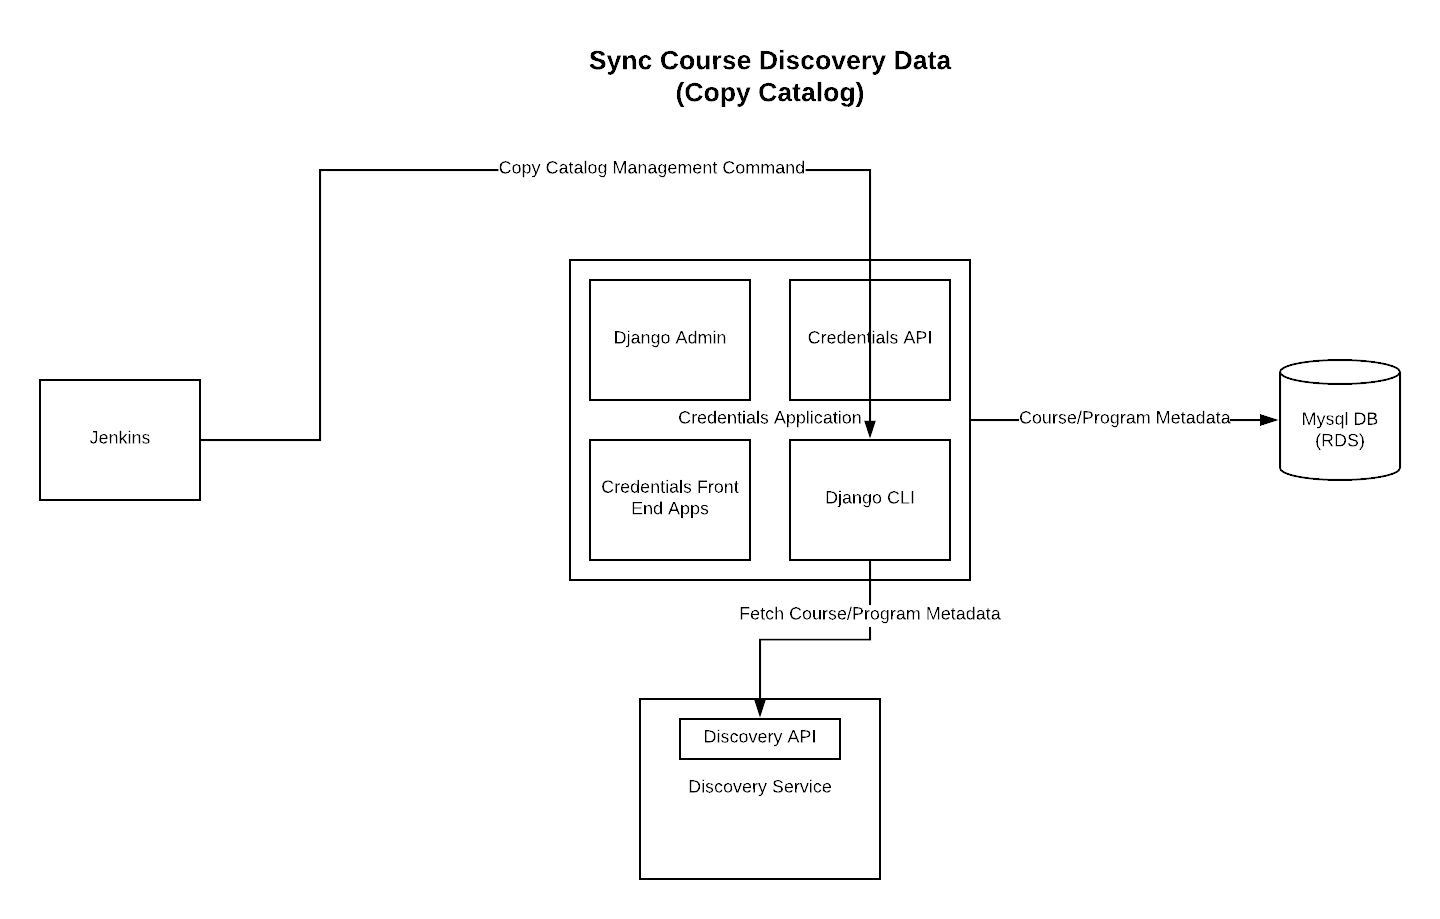 Sync Course Discovery Data
(Copy Catalog)
Copy Catalog Management Command
Django Admin
Credentials API
Jenkins
Credentials Application
Course/Program Metadata
Mysql DB
(RDS)
Credentials Front
End Apps
Django CLI
Fetch Course/Program Metadata
Discovery API
Discovery Service